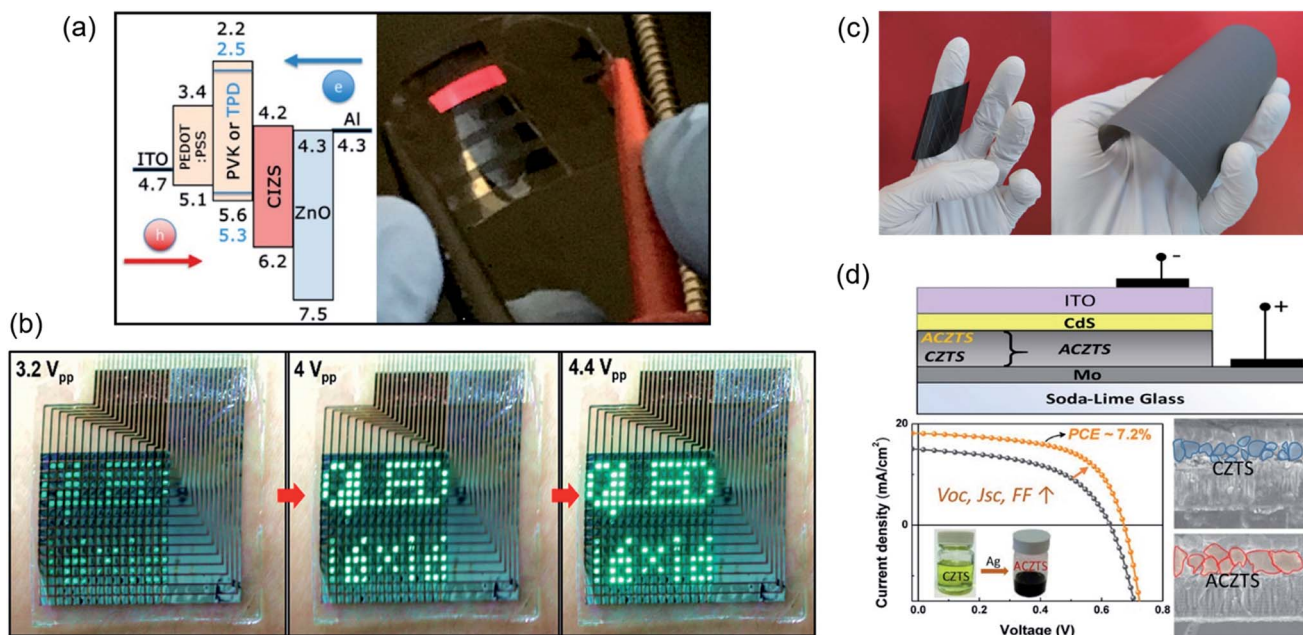 (a)
2.2
2.5
3.4
e
4.2
Al
ITO
PEDOT
:PSS
PVK or TPD
4.3
4.3
4.7
CIZS
ZnO
5.1
5.6
5.3
h
6.2
7.5
(b)
3.2 Vpp
4 Vpp
4.4 Vpp
(c)
(d)
-
+
ITO
CdS
ACZTS
CZTS
ACZTS
Mo
Soda-Lime Glass
20
PCE ~ 7.2%
10
Voc, Jsc, FF ↑
0
CZTS
Ag
ACZTS
0.0 0.2 0.4 0.6 0.8
Voltage (V)
Current density (mA/cm²)
CZTS
ACZTS